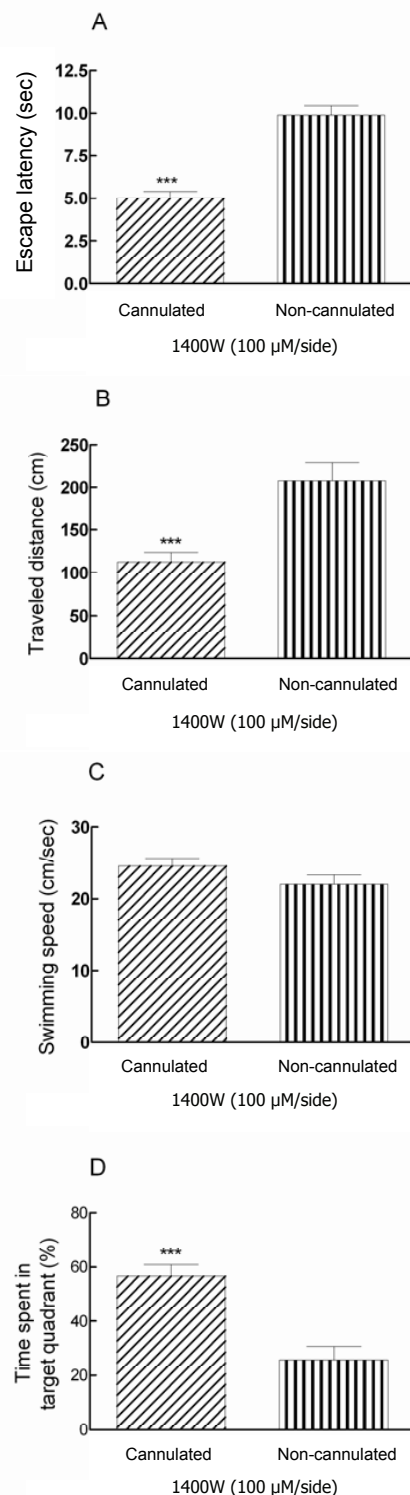 A
Escape latency (sec)
12.5
10.0
7.5
5.0
2.5
0.0
***
Cannulated Non-cannulated
1400W (100 µM/side)
B
Traveled distance (cm)
250
200
150
100
50
0
***
Cannulated Non-cannulated
1400W (100 µM/side)
C
Swimming speed (cm/sec)
30
20
10
0
Cannulated Non-cannulated
1400W (100 µM/side)
D
Time spent in
target quadrant (%)
80
60
40
20
0
***
Cannulated Non-cannulated
1400W (100 µM/side)